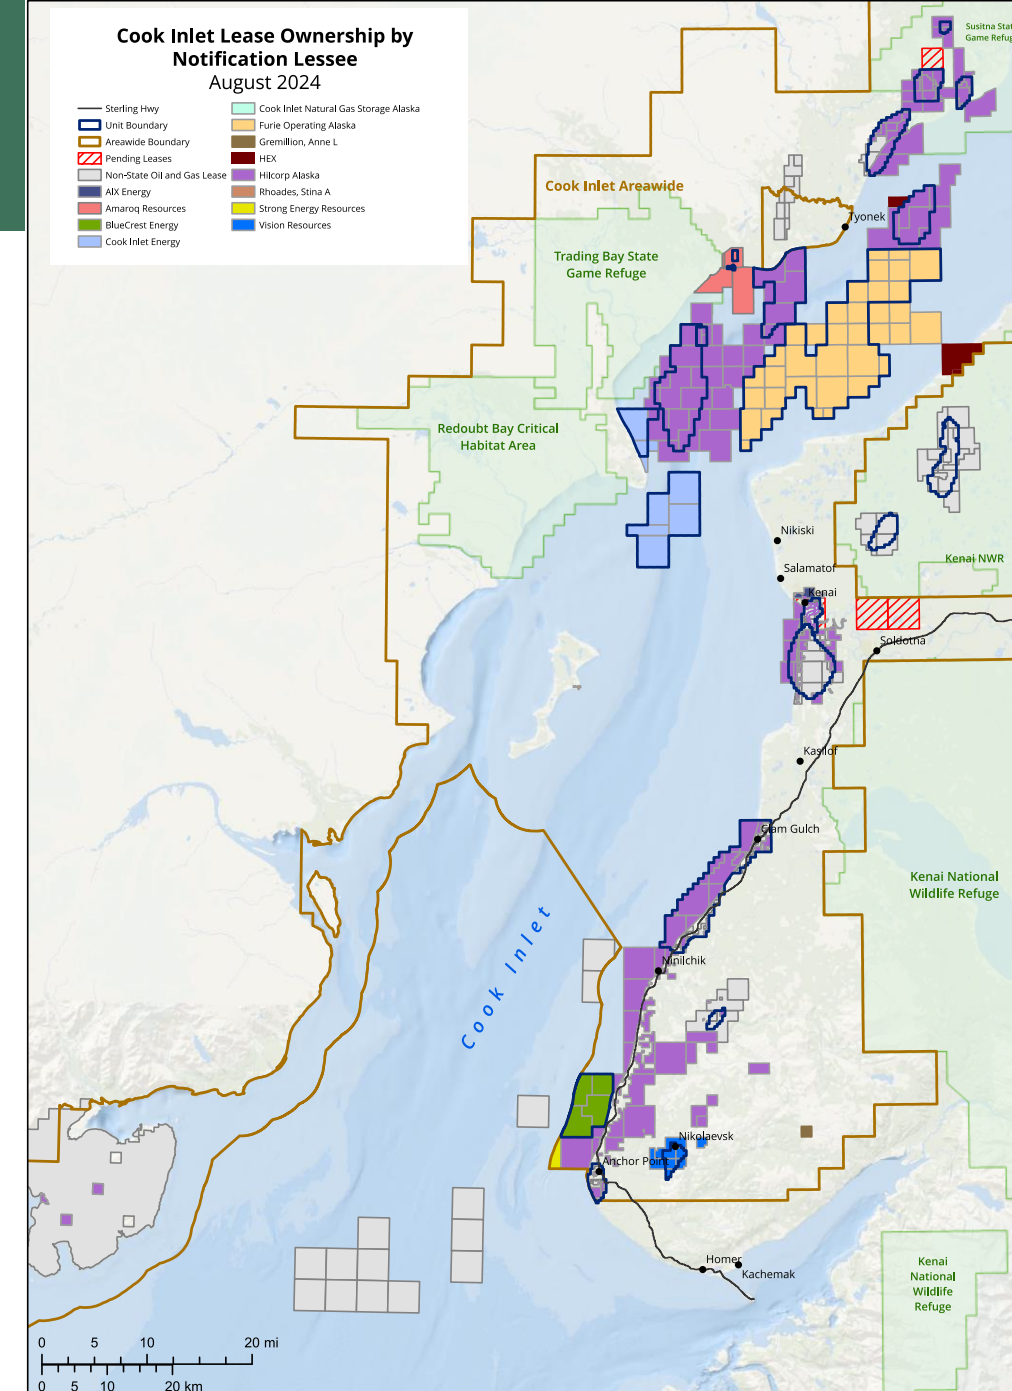 Cook Inlet Lease Ownership by
Notification Lessee
August 2024
Sterling Hwy
Unit Boundary
Areawide Boundary
Pending Leases
Non-State Oil and Gas Lease
AIX Energy
Amaroq Resources
BlueCrest Energy
Cook Inlet Energy
Cook Inlet Natural Gas Storage Alaska
Furie Operating Alaska
Gremillion, Anne L
HEX
Hilcorp Alaska
Rhoades, Stina A
Strong Energy Resources
Vision Resources
Susitna Stat
Game Refug
Cook Inlet Areawide
Tyonek
Trading Bay State
Game Refuge
Redoubt Bay Critical
Habitat Area
Nikiski
Kenai NWR
Salamatof
Kenai
Soldotna
Kasilof
Clam Gulch
Kenai National
Wildlife Refuge
Cook Inlet
Ninilchik
Nikolaevsk
Anchor Point
Homer
Kachemak
Kenai
National
Wildlife
Refuge
0 5 10 20 mi
0 5 10 20 km